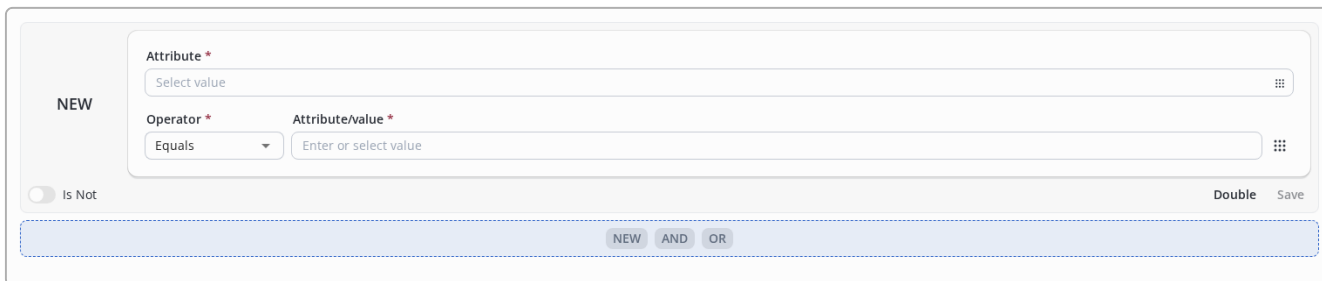 Attribute *
Select value
NEW
Operator * Attribute/value *
Equals Enter or select value
Is Not Double Save
NEW AND OR